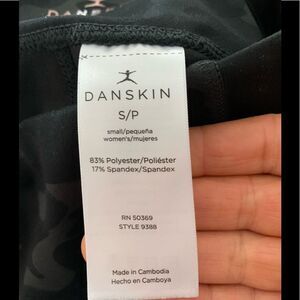 DANSKIN
S/P
small/pequeña
women's/mujeres
83% Polyester/Poliéster
17% Spandex/Spandex
RN 50369
STYLE 9388
Made in Cambodia
Hecho en Camboya